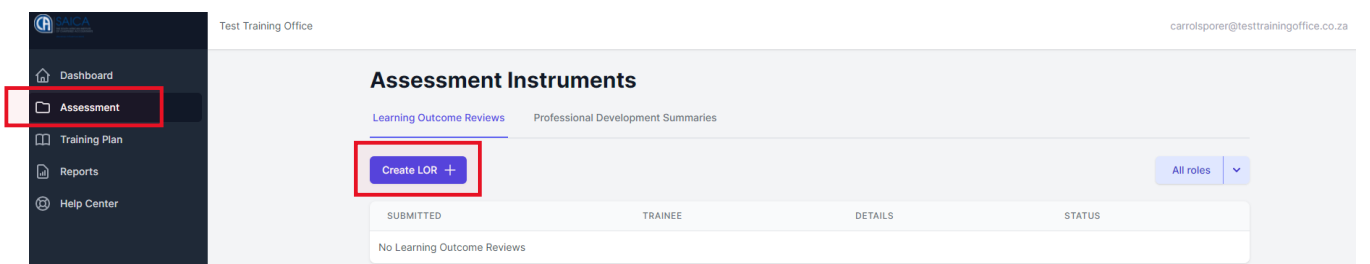 SAICA
Test Training Office
carrolsporer@testtrainingoffice.co.za
Dashboard
Assessment
Training Plan
Reports
Help Center
Assessment Instruments
Learning Outcome Reviews Professional Development Summaries
Create LOR +
All roles
SUBMITTED TRAINEE DETAILS STATUS
No Learning Outcome Reviews